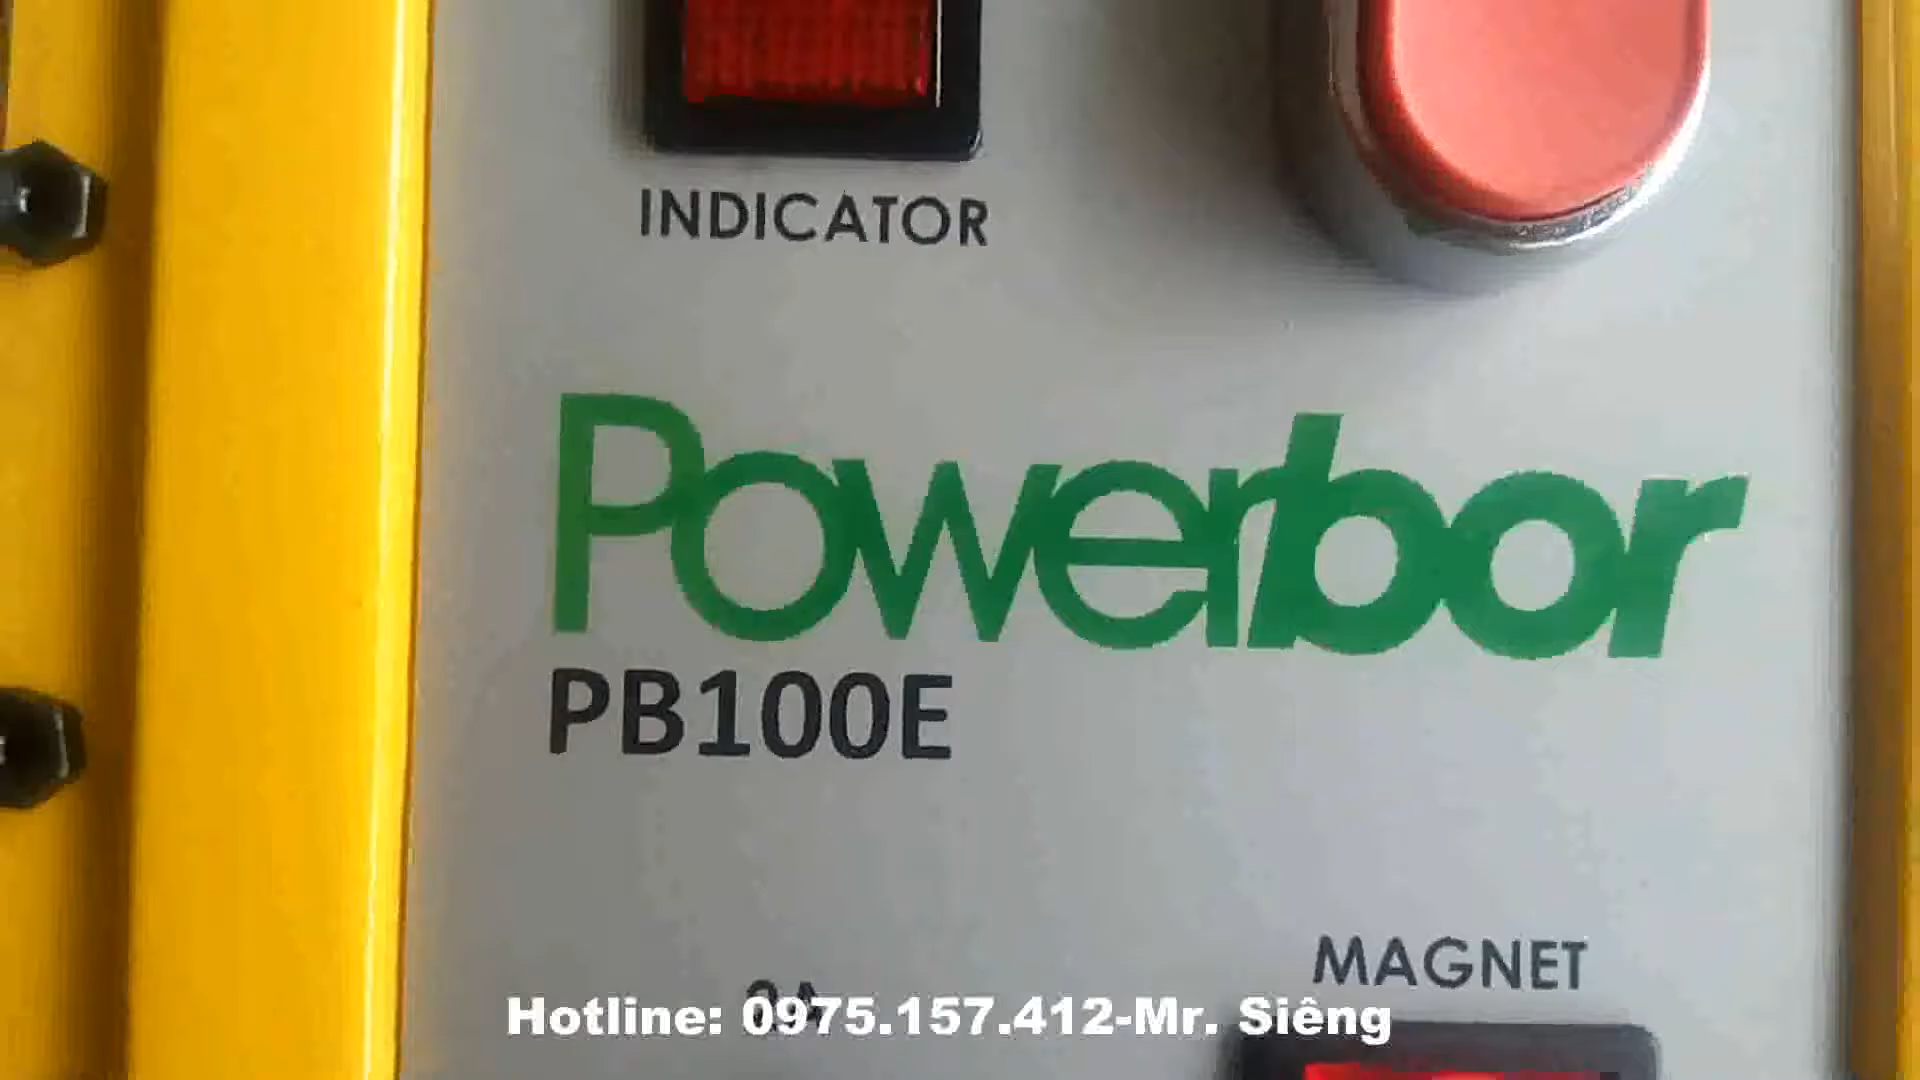 INDICATOR
Powerbor
PB100E
MAGNET
Hotline: 0975.157.412-Mr. Siêng